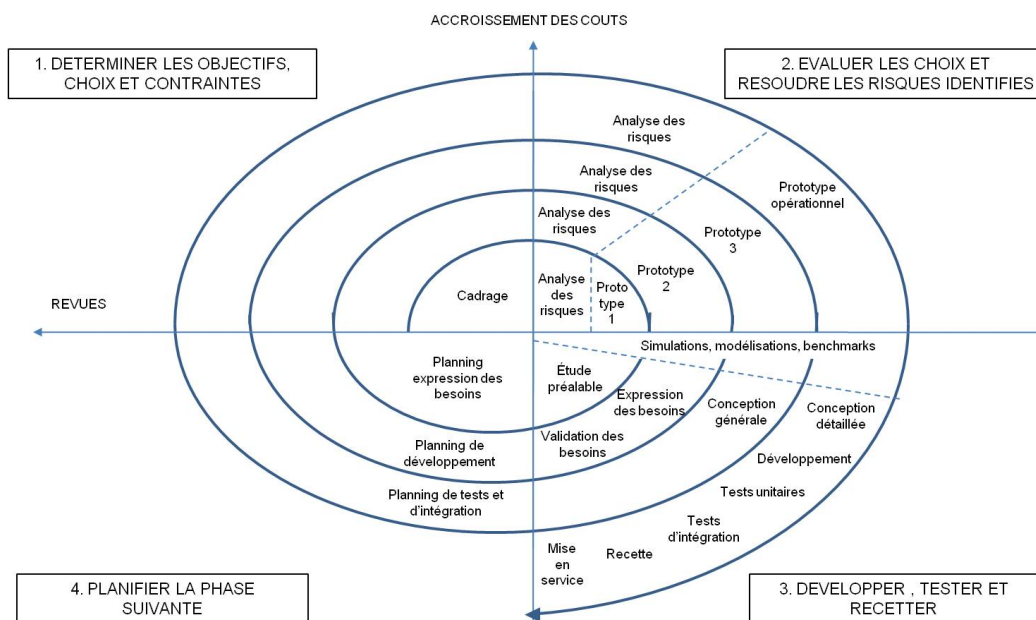 ACCROISSEMENT DES COUTS
1. DETERMINER LES OBJECTIFS,
CHOIX ET CONTRAINTES
2. EVALUER LES CHOIX ET
RESOUDRE LES RISQUES IDENTIFIES
Analyse des
risques
Analyse des
risques
Prototype
opérationnel
Analyse des
risques
Prototype
3
Prototype
2
Cadrage
Analyse
des
risques
Proto
type
1
REVUES
Simulations, modélisations, benchmarks
Planning
expression des
besoins
Étude
préalable
Expression
des besoins
Conception
générale
Conception
détaillée
Planning de
développement
Validation des
besoins
Développement
Planning de tests et
d'intégration
Tests unitaires
Tests
d'intégration
Recette
Mise
en
service
4. PLANIFIER LA PHASE
SUIVANTE
3. DEVELOPPER , TESTER ET
RECETTER